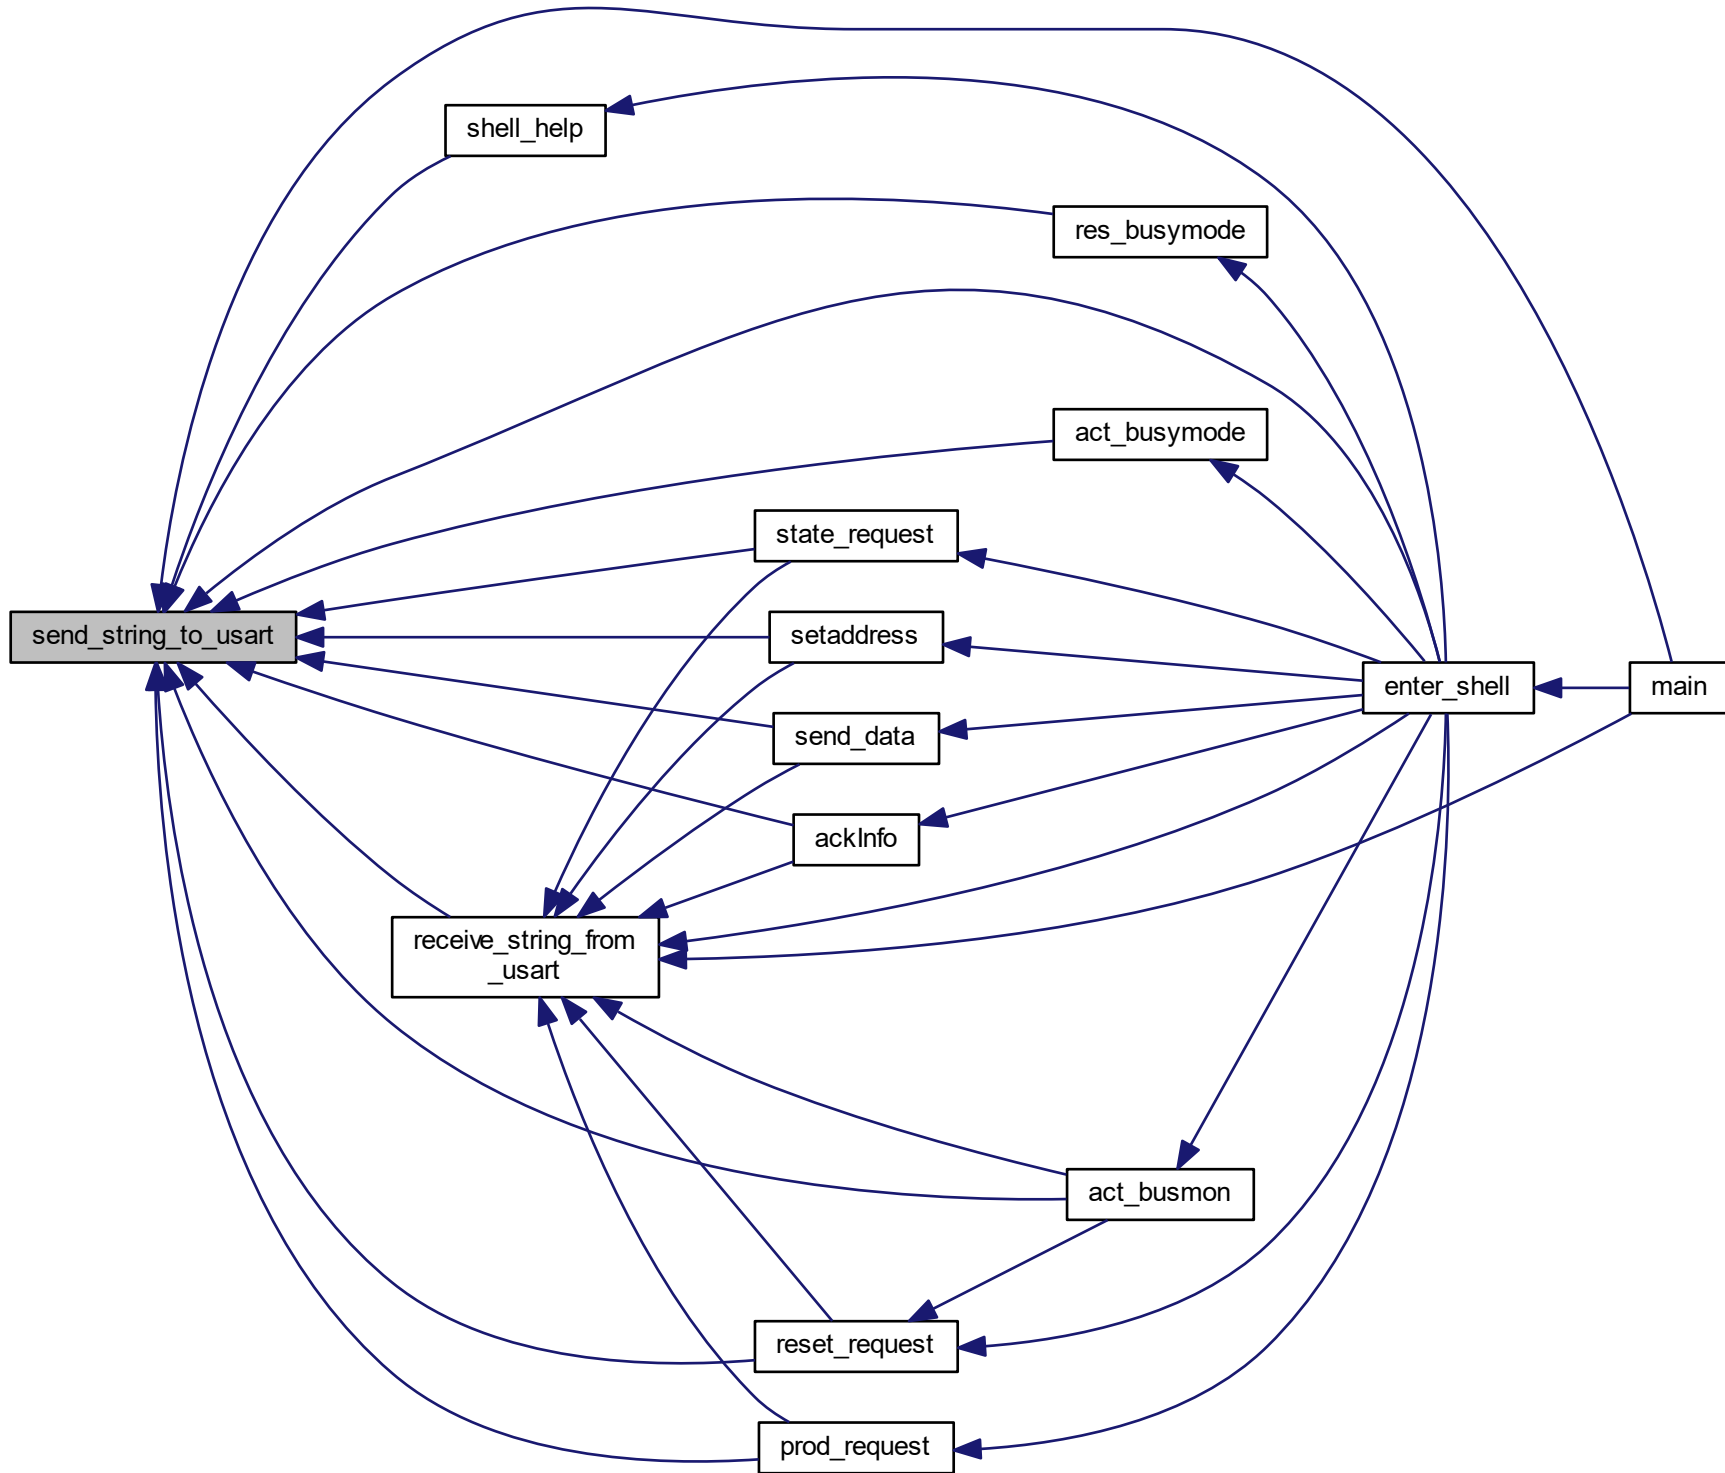 shell_help
res_busymode
act_busymode
state_request
send_string_to_usart
setaddress
enter_shell
main
send_data
ackInfo
receive_string_from
_usart
act_busmon
reset_request
prod_request